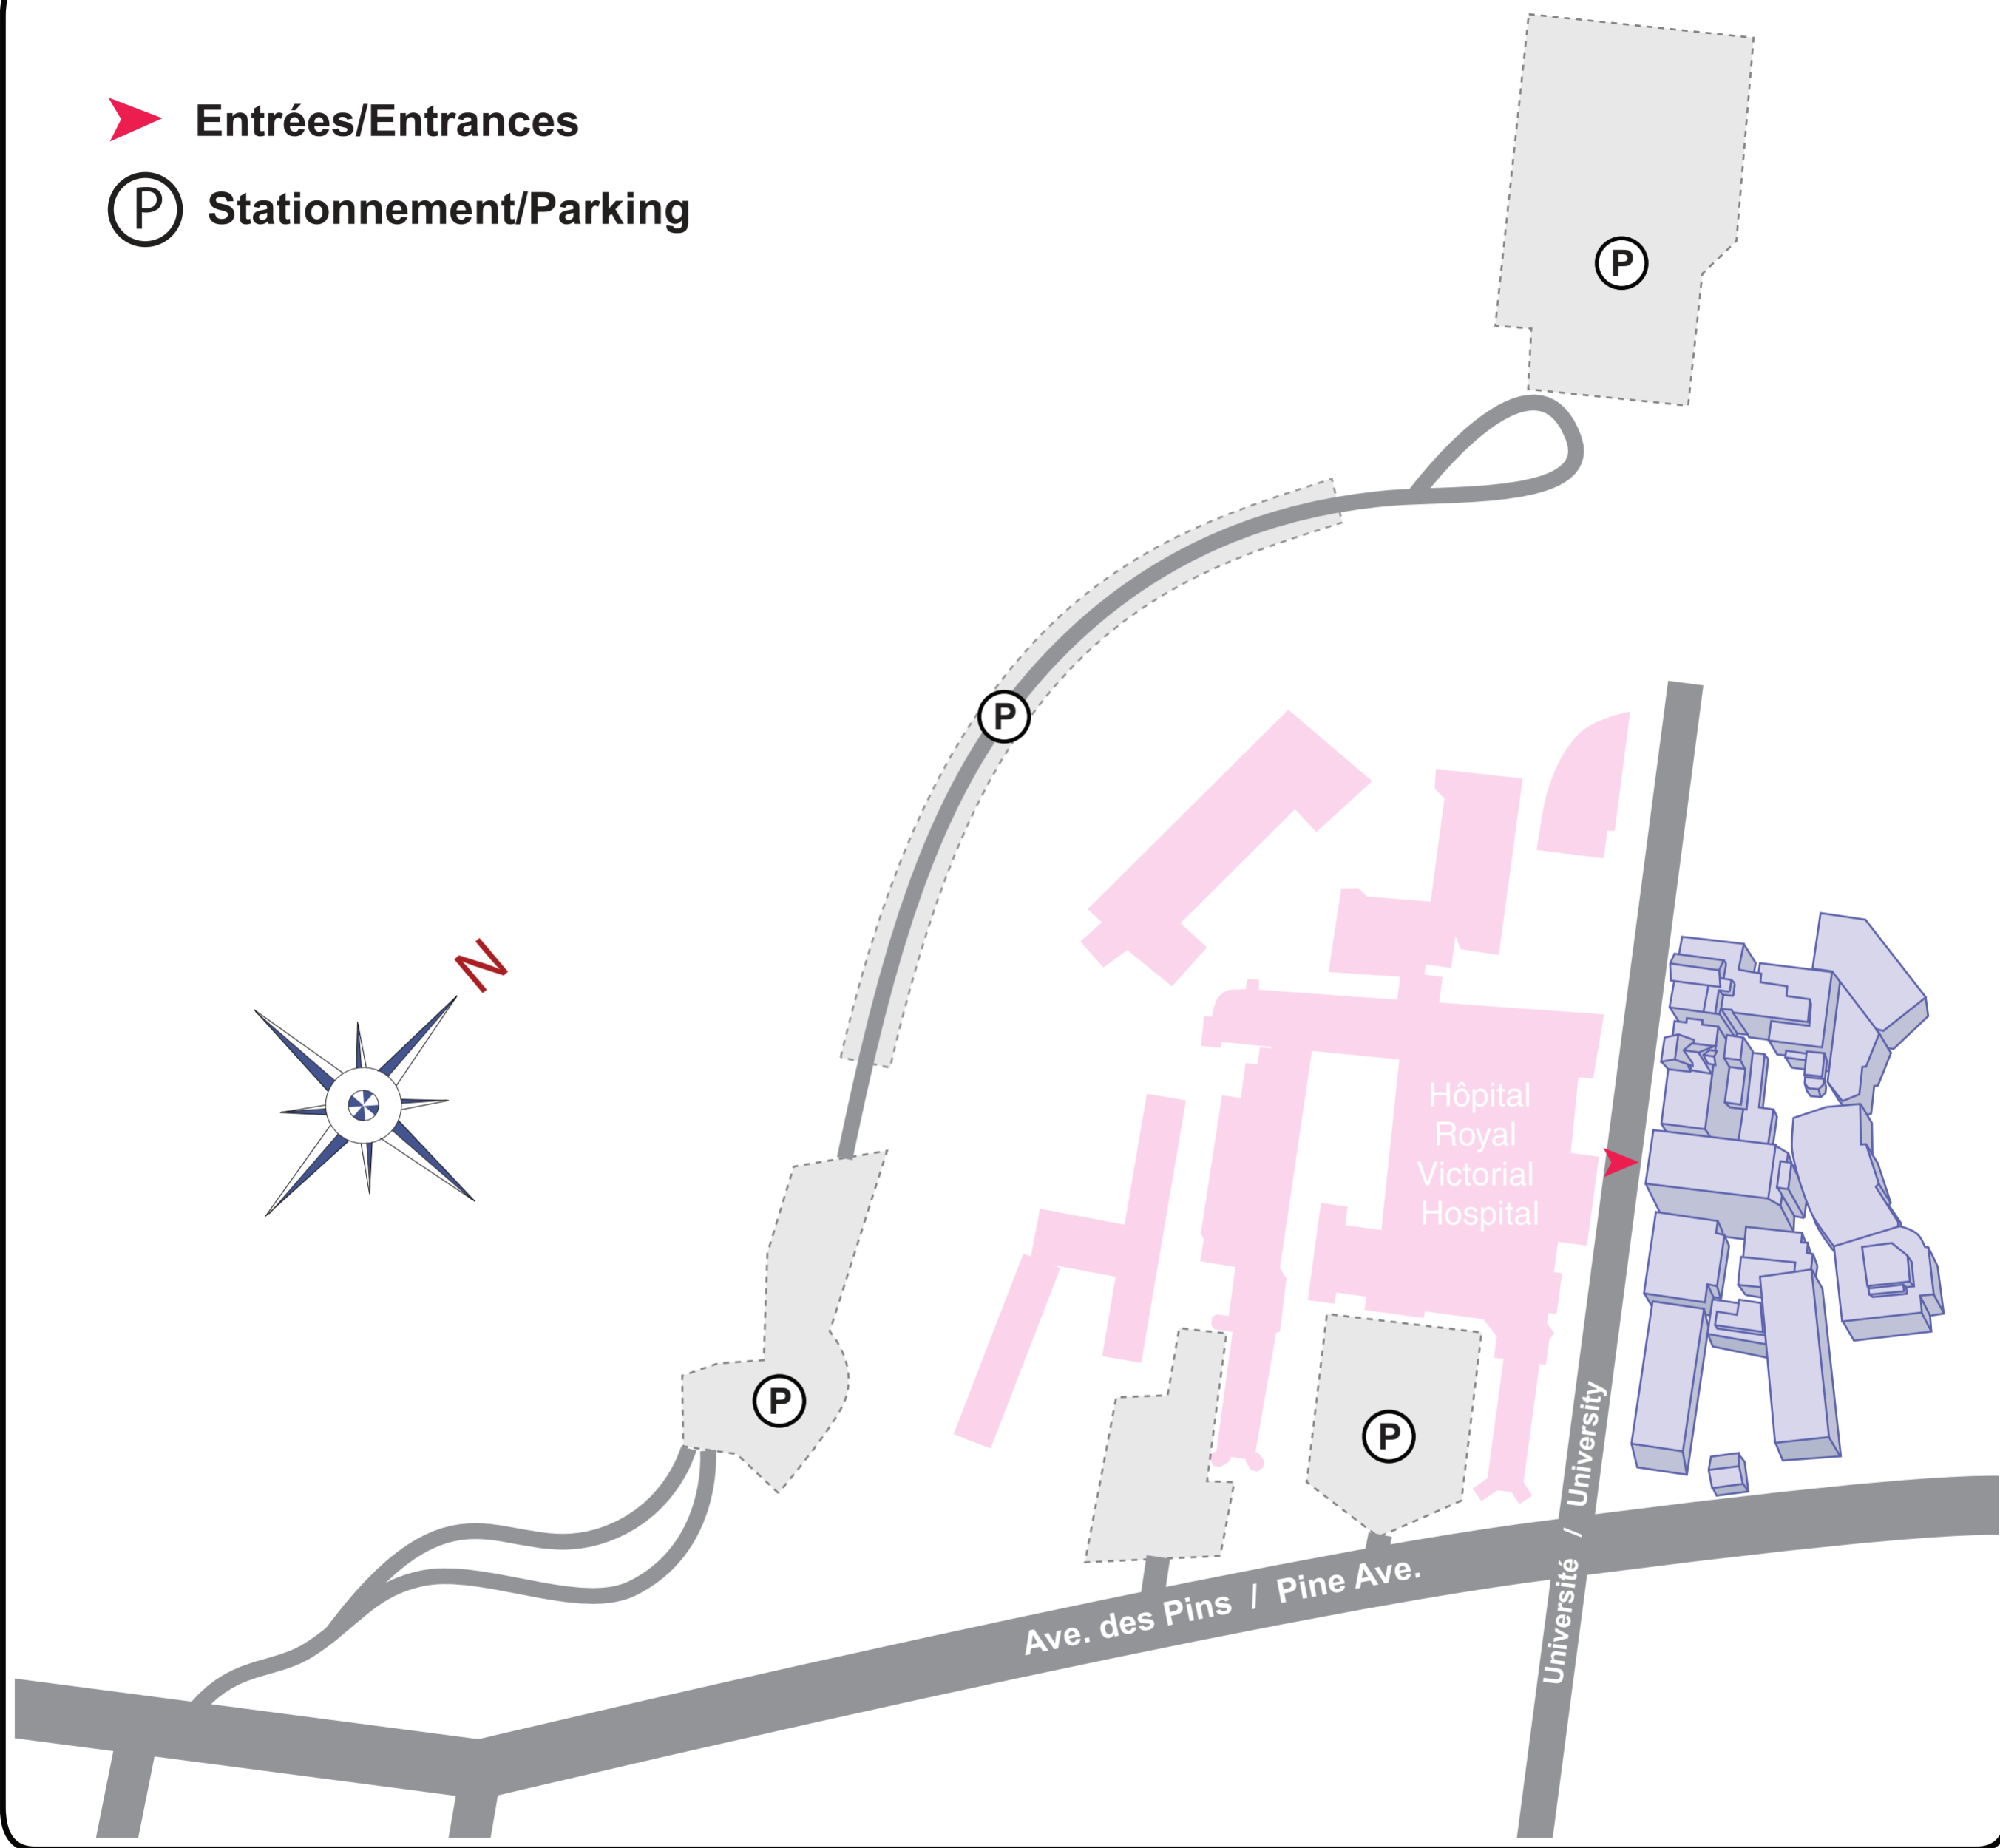 Entrées/Entrances
P
Stationnement/Parking
P
P
N
Hôpital
Royal
Victorial
Hospital
P
P
Ave. des Pins / Pine Ave.
Université / University